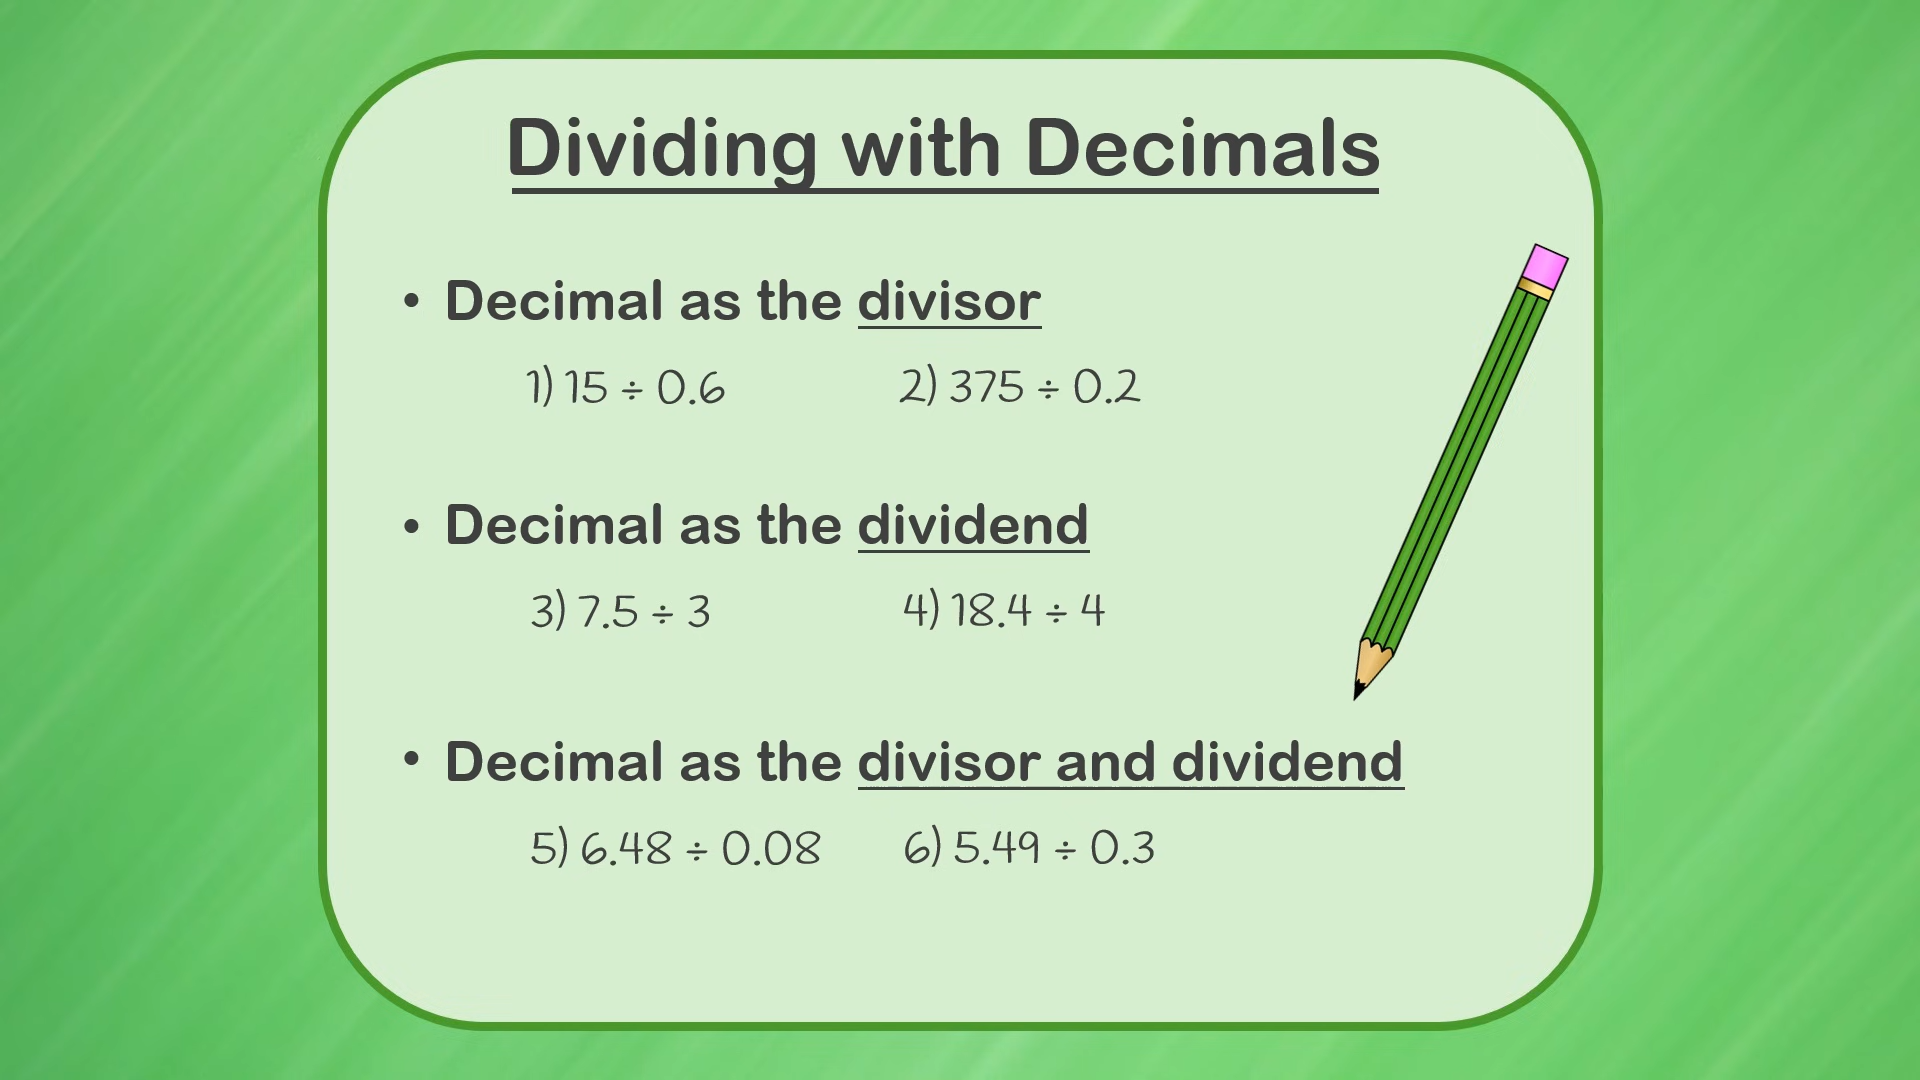 Dividing with Decimals
• Decimal as the divisor
1) 15 ÷ 0.6 2) 375 ÷ 0.2
• Decimal as the dividend
3) 7.5 ÷ 3 4) 18.4 ÷ 4
• Decimal as the divisor and dividend
5) 6.48 ÷ 0.08 6) 5.49 ÷ 0.3